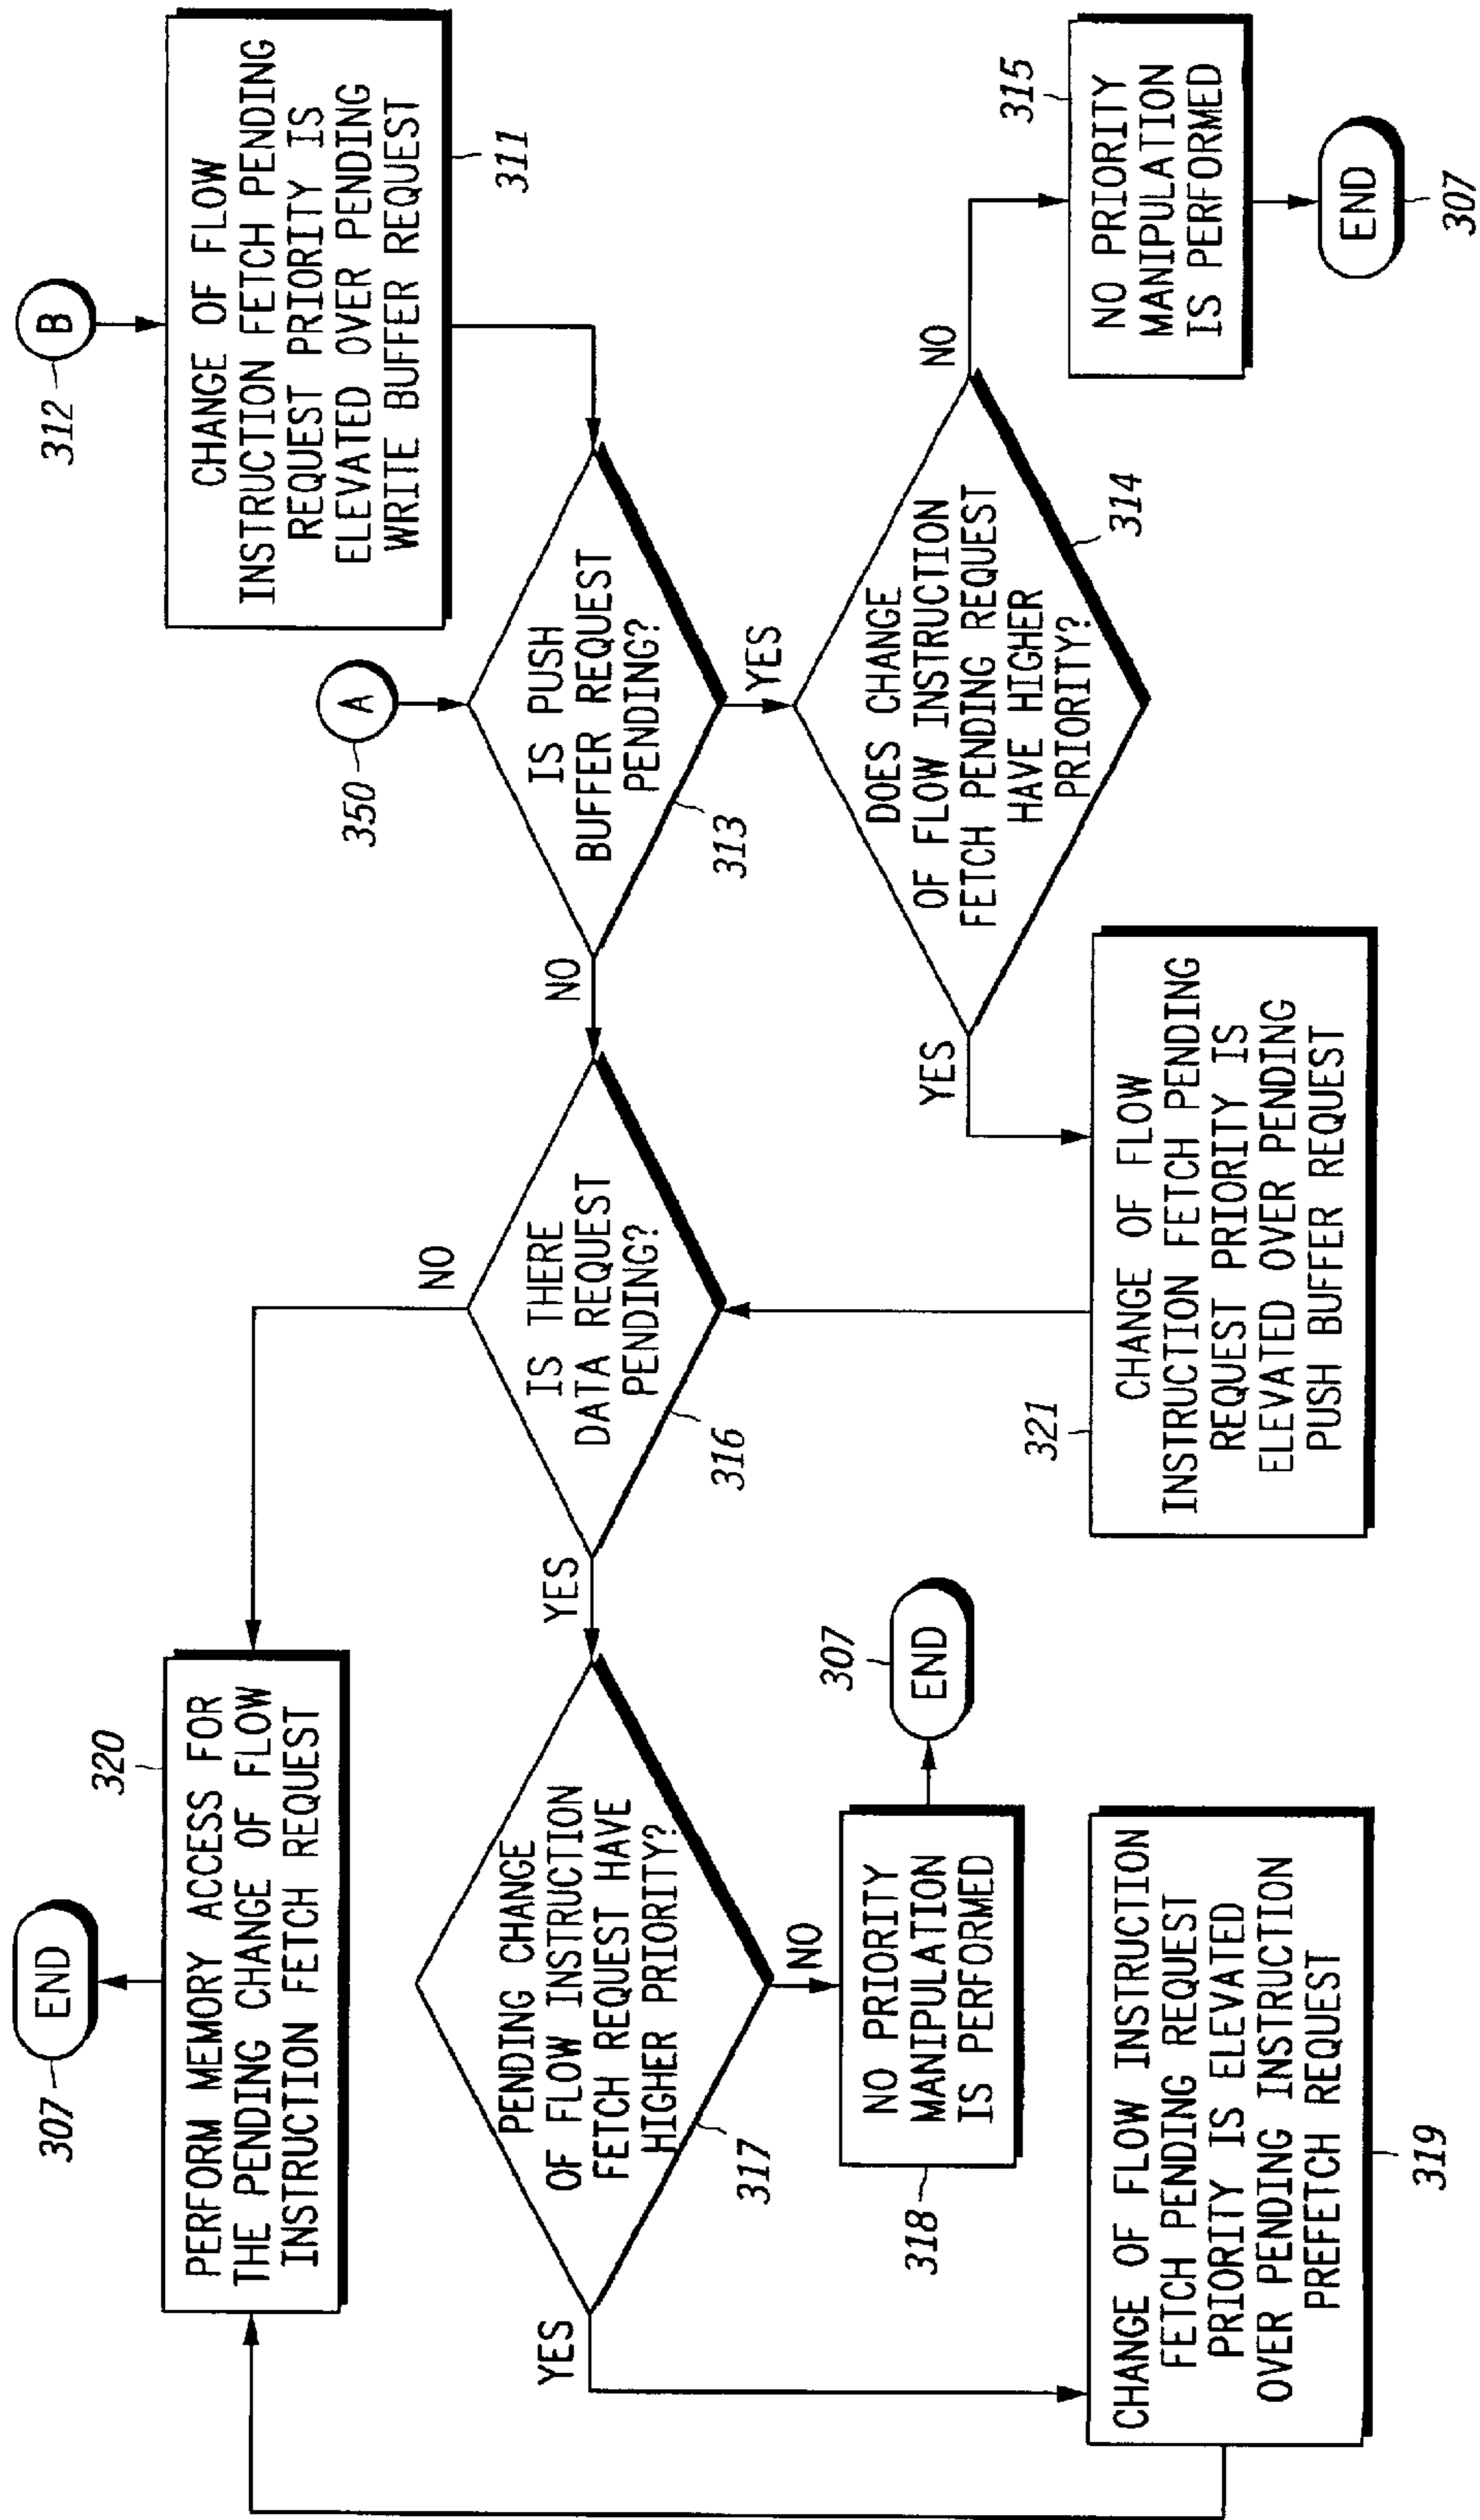 B
312
CHANGE OF FLOW
INSTRUCTION FETCH PENDING
REQUEST PRIORITY IS
ELEVATED OVER PENDING
WRITE BUFFER REQUEST
311
A
350
IS PUSH
BUFFER REQUEST
PENDING?
313
YES
NO
DOES CHANGE
OF FLOW INSTRUCTION
FETCH PENDING REQUEST
HAVE HIGHER
PRIORITY?
314
NO
YES
315
NO PRIORITY
MANIPULATION
IS PERFORMED
END
307
321
CHANGE OF FLOW
INSTRUCTION FETCH PENDING
REQUEST PRIORITY IS
ELEVATED OVER PENDING
PUSH BUFFER REQUEST
IS THERE
DATA REQUEST
PENDING?
316
NO
YES
307
END
320
PERFORM MEMORY ACCESS FOR
THE PENDING CHANGE OF FLOW
INSTRUCTION FETCH REQUEST
PENDING CHANGE
OF FLOW INSTRUCTION
FETCH REQUEST HAVE
HIGHER PRIORITY?
317
NO
YES
318
NO PRIORITY
MANIPULATION
IS PERFORMED
307
END
CHANGE OF FLOW INSTRUCTION
FETCH PENDING REQUEST
PRIORITY IS ELEVATED
OVER PENDING INSTRUCTION
PREFETCH REQUEST
319